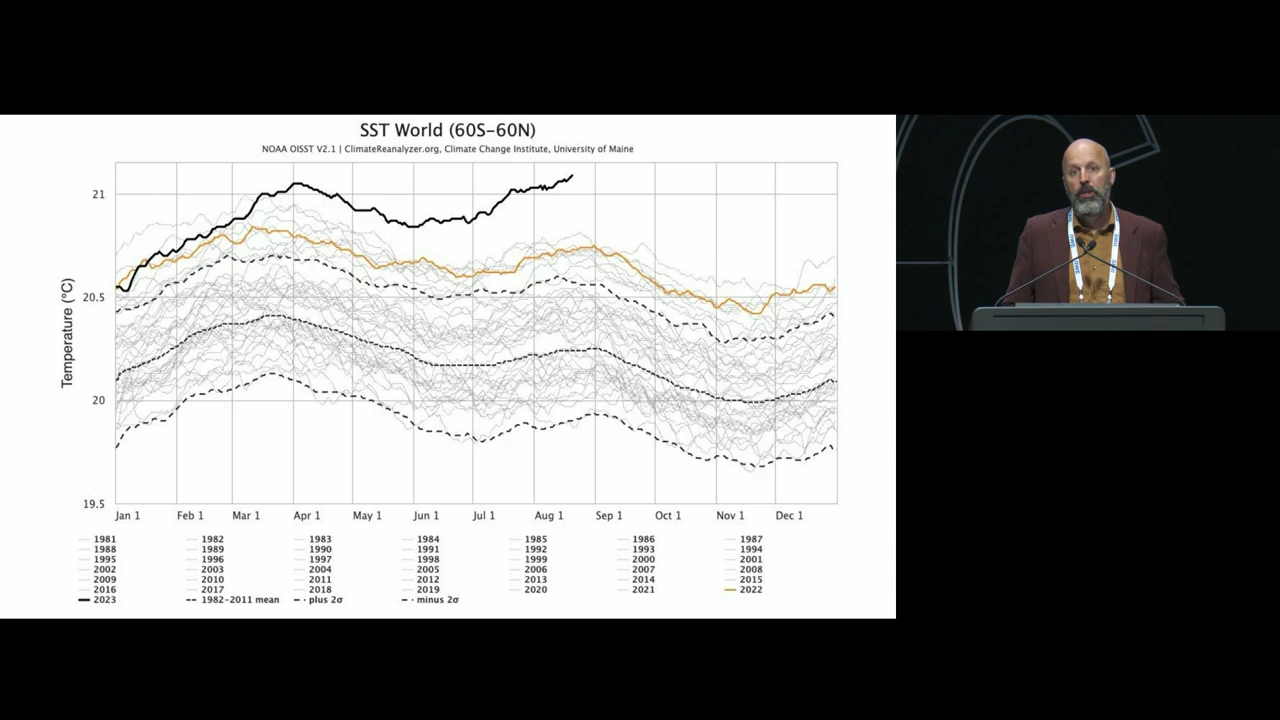 SST World (60S-60N)
NOAA OISST V2.1 | ClimateReanalyzer.org, Climate Change Institute, University of Maine
Temperature (°C)
21
20.5
20
19.5
Jan 1 Feb 1 Mar 1 Apr 1 May 1 Jun 1 Jul 1 Aug 1 Sep 1 Oct 1 Nov 1 Dec 1
1981 1982 1983 1984 1985 1986 1987
1988 1989 1990 1991 1992 1993 1994
1995 1996 1997 1998 1999 2000 2001
2002 2003 2004 2005 2006 2007 2008
2009 2010 2011 2012 2013 2014 2015
2016 2017 2018 2019 2020 2021 2022
2023 1982-2011 mean plus 2σ minus 2σ